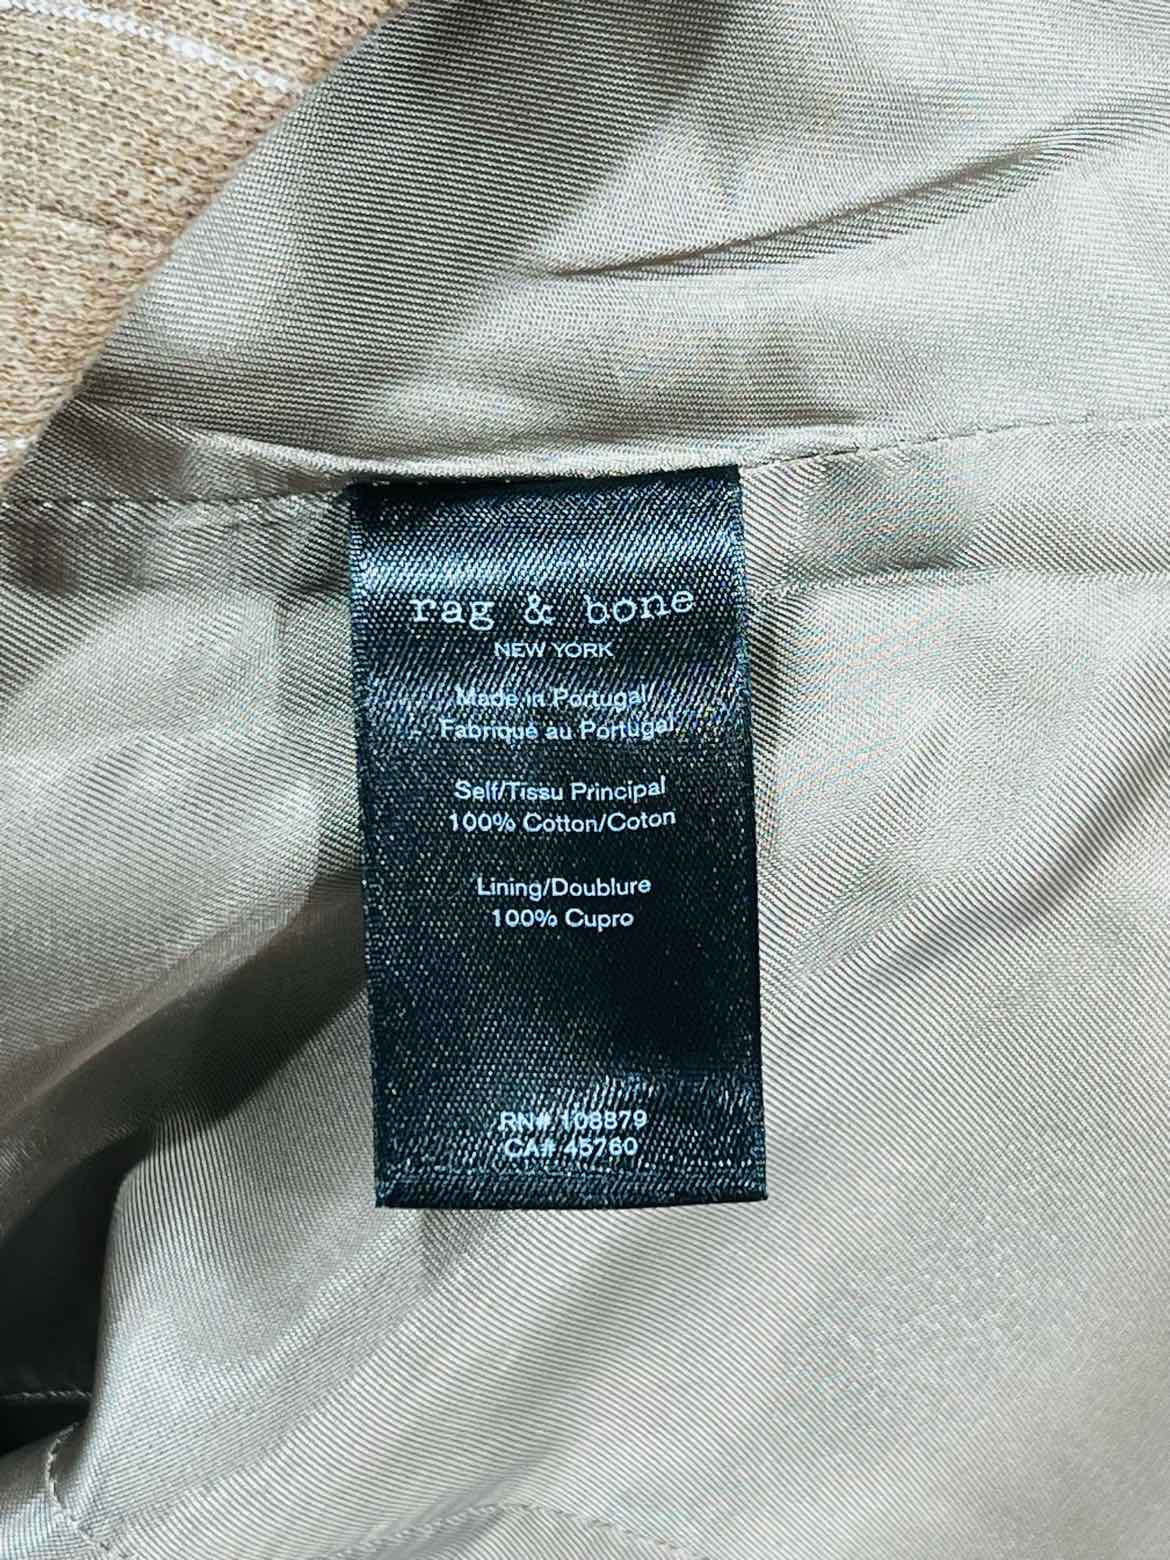 rag & bone
NEW YORK
Made in Portugal/
Fabriqué au Portugal
Self/Tissu Principal
100% Cotton/Coton
Lining/Doublure
100% Cupro
RN# 108879
CA# 45760